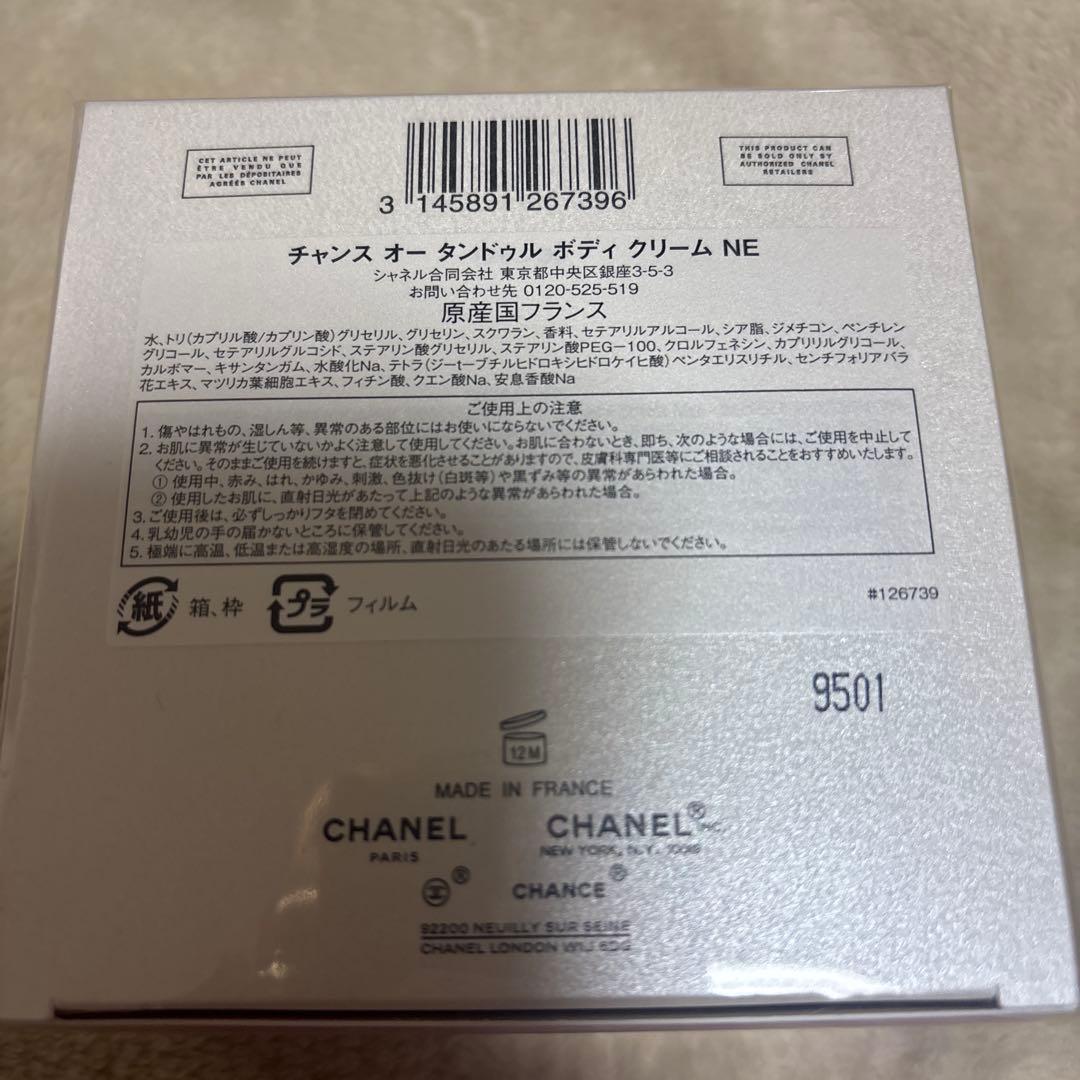 CET ARTICLE NE PEUT
ÊTRE VENDU QUE
PAR LES DÉPOSITAIRES
AGRÉÉS CHANEL
THIS PRODUCT CAN
BE SOLD ONLY BY
AUTHORIZED CHANEL
RETAILERS
3 145891 267396
チャンス オー タンドゥル ボディ クリーム NE
シャネル合同会社 東京都中央区銀座3-5-3
お問い合わせ先 0120-525-519
原産国フランス
水、トリ(カプリル酸/カプリン酸)グリセリル、グリセリン、スクワラン、香料、セテアリルアルコール、シア脂、ジメチコン、ペンチレン
グリコール、セテアリルグルコシド、ステアリン酸グリセリル、ステアリン酸PEG-100、クロルフェネシン、カプリリルグリコール、
カルボマー、キサンタンガム、水酸化Na、テトラ(ジ-t-ブチルヒドロキシヒドロケイヒ酸)ペンタエリスリチル、センチフォリアバラ
花エキス、マツリカ葉細胞エキス、フィチン酸、クエン酸Na、安息香酸Na
ご使用上の注意
1. 傷やはれもの、湿しん等、異常のある部位にはお使いにならないでください。
2. お肌に異常が生じていないかよく注意して使用してください。お肌に合わないとき、即ち、次のような場合には、ご使用を中止して
ください。そのままご使用を続けますと、症状を悪化させることがありますので、皮膚科専門医等にご相談されることをおすすめいたします。
① 使用中、赤み、はれ、かゆみ、刺激、色抜け(白斑等)や黒ずみ等の異常があらわれた場合。
② 使用したお肌に、直射日光があたって上記のような異常があらわれた場合。
3. ご使用後は、必ずしっかりフタを閉めてください。
4. 乳幼児の手の届かないところに保管してください。
5. 極端に高温、低温または高湿度の場所、直射日光のあたる場所には保管しないでください。
紙 箱、枠 プラ フィルム
#126739
9501
12M
MADE IN FRANCE
CHANEL CHANEL® INC.
PARIS NEW YORK, N.Y. 10019
® CHANCE®
92200 NEUILLY SUR SEINE
CHANEL LONDON W1J 6DG